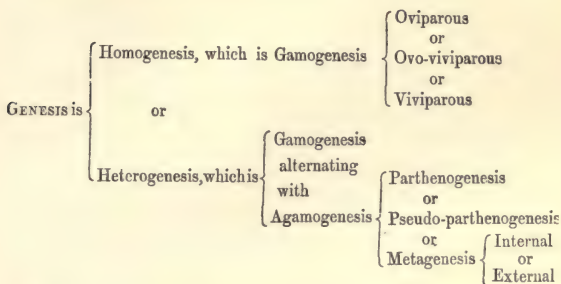 Oviparous
or
Homogenesis, which is Gamogenesis
Ovo-viviparous
or
Viviparous
GENESIS is
or
Gamogenesis
alternating
Heterogenesis, which is
with
Parthenogenesis
or
Agamogenesis
Pseudo-parthenogenesis
or
Metagenesis
Internal
or
External